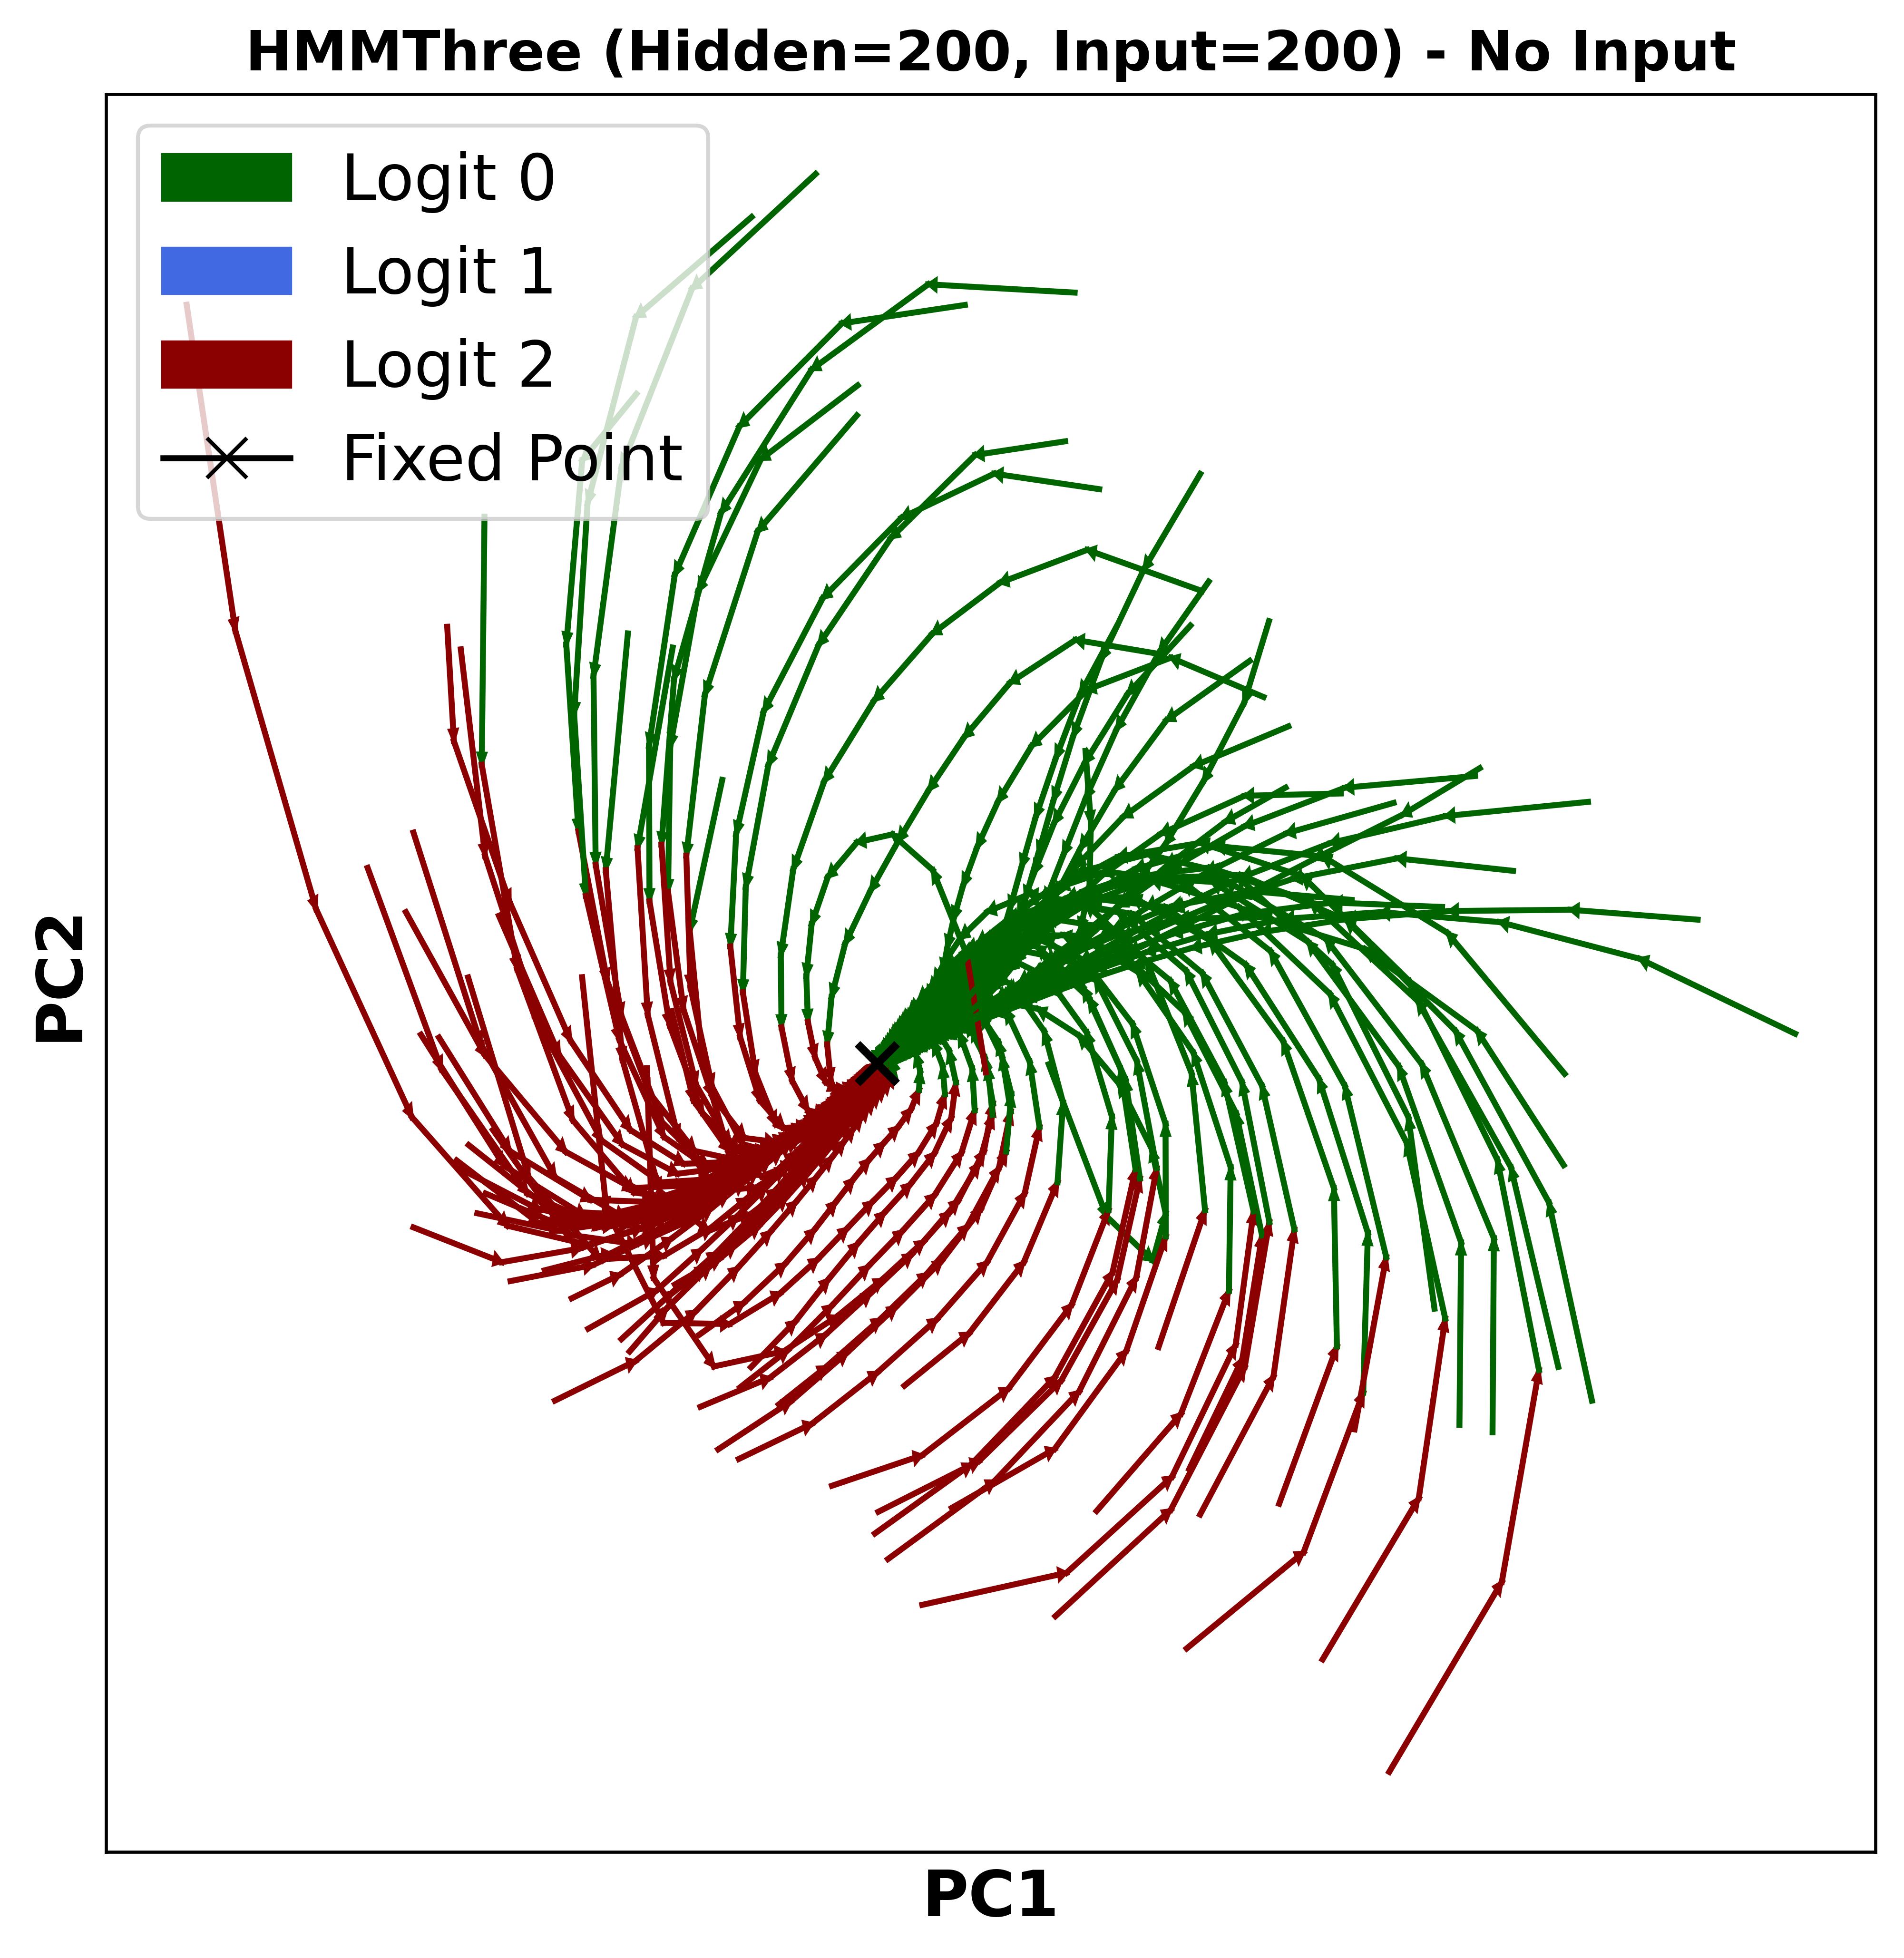 HMMThree (Hidden=200, Input=200) - No Input
Logit 0
Logit 1
Logit 2
Fixed Point
PC2
PC1